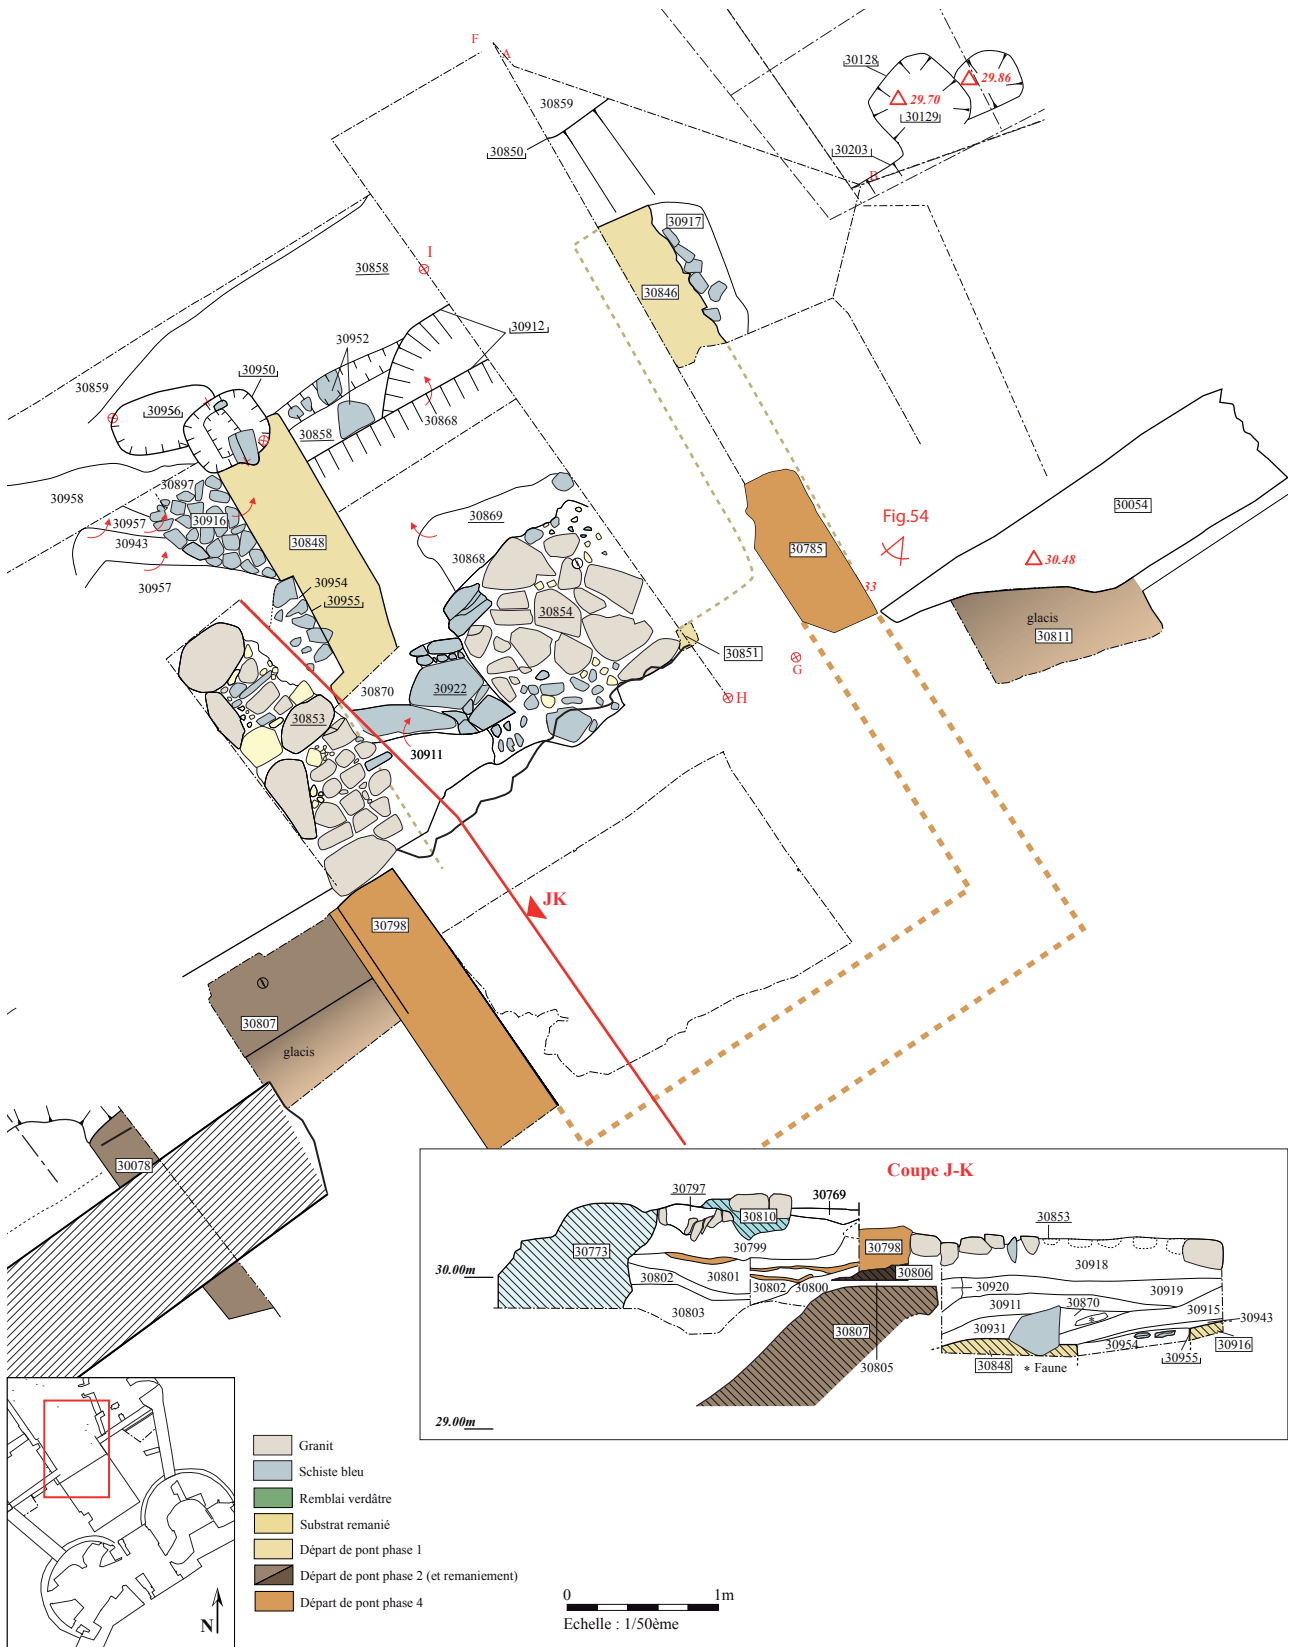 F
A
30128
29.86
29.70
30129
30859
30850
30203
B
30917
I
30858
30846
30912
30952
30950
30859
30956
30858
30868
30897
30958
30869
30916
30957
Fig.54
30054
30943
30848
30868
30785
30957
30954
30.48
33
30955
30854
glacis
30811
30851
G
30870
30922
H
30853
30911
JK
30798
30807
glacis
30078
Coupe J-K
30797
30769
30810
30853
30773
30799
30798
30918
30.00m
30802
30801
30806
30802
30800
30920
30919
30803
30911
30870
30915
*
30943
30807
30931
30954
30916
30805
30848
30955
* Faune
29.00m
Granit
Schiste bleu
Remblai verdâtre
Substrat remanié
Départ de pont phase 1
Départ de pont phase 2 (et remaniement)
Départ de pont phase 4
0 1m
Echelle : 1/50ème
N